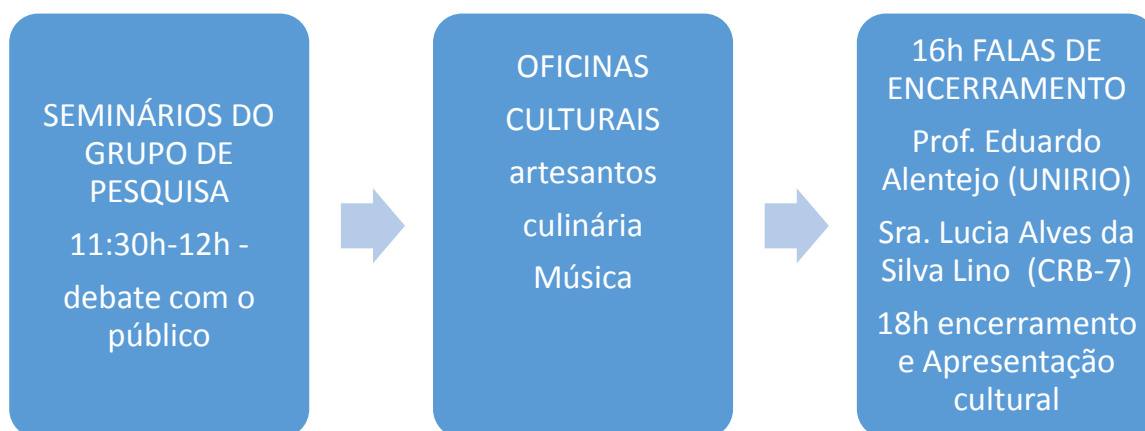 SEMINÁRIOS DO
GRUPO DE
PESQUISA
11:30h-12h -
debate com o
público
OFICINAS
CULTURAIS
artesantos
culinária
Música
16h FALAS DE
ENCERRAMENTO
Prof. Eduardo
Alentejo (UNIRIO)
Sra. Lucia Alves da
Silva Lino (CRB-7)
18h encerramento
e Apresentação
cultural